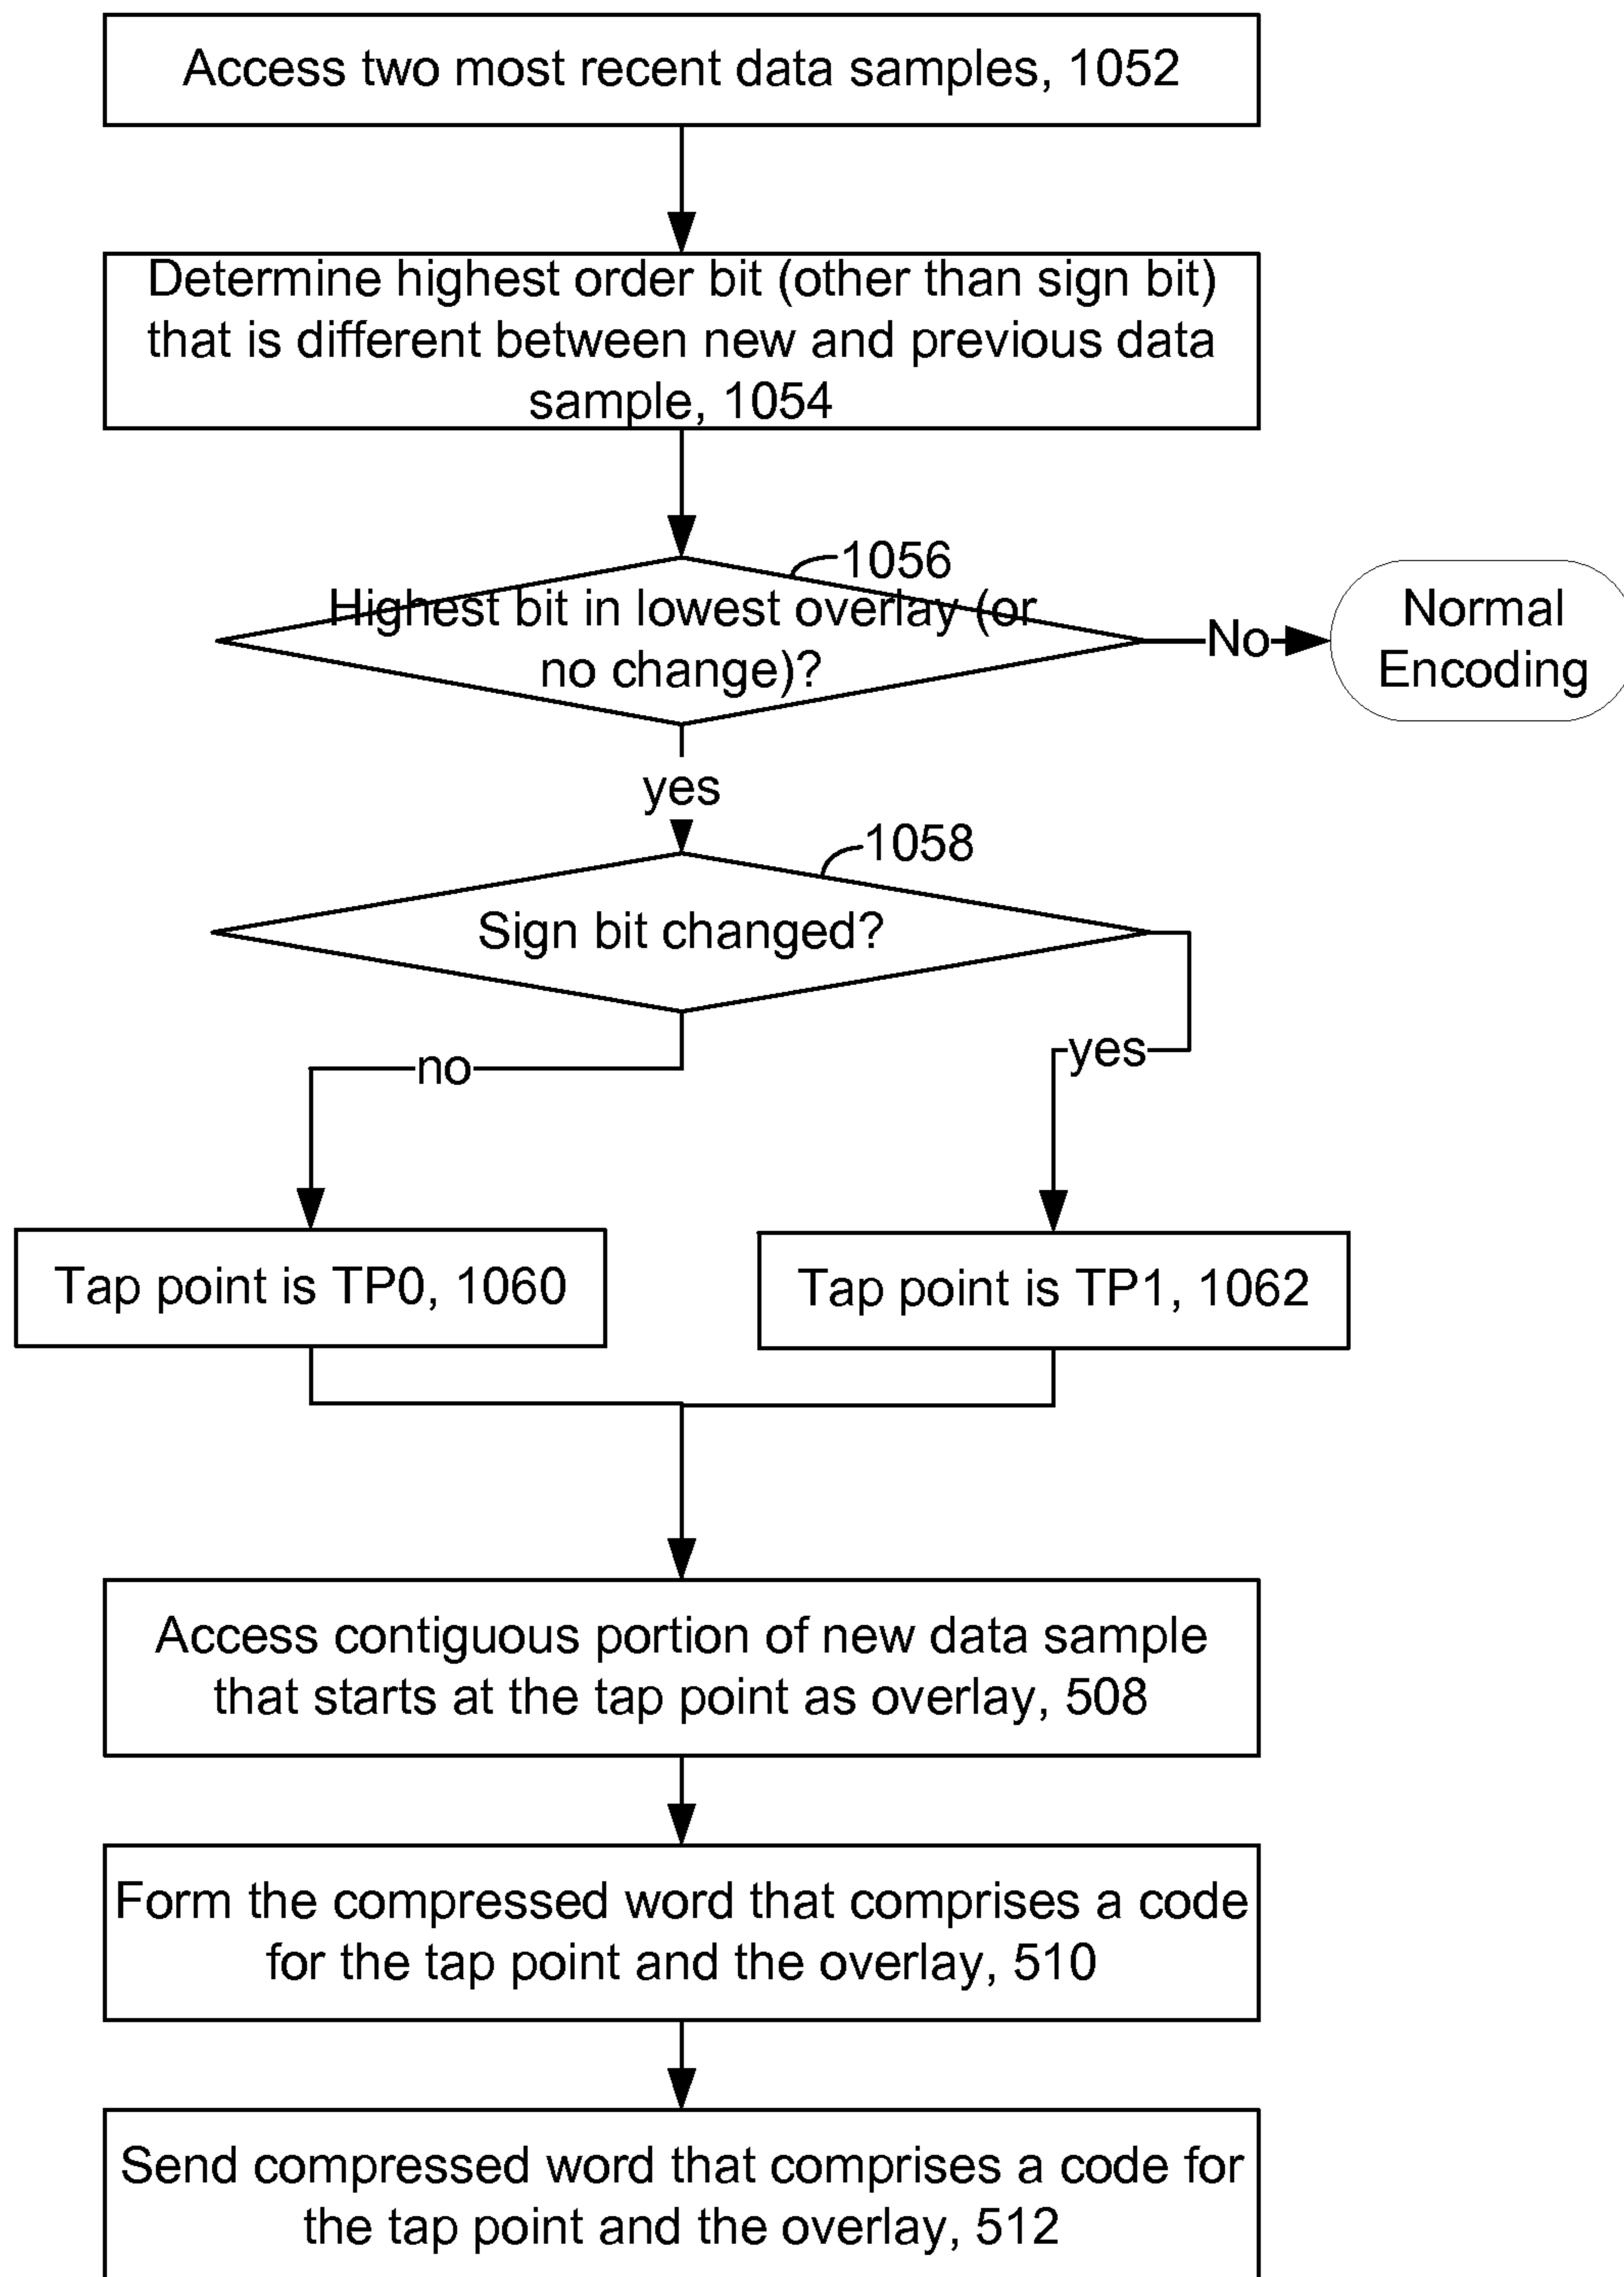 Access two most recent data samples, 1052
Determine highest order bit (other than sign bit)
that is different between new and previous data
sample, 1054
1056
Highest bit in lowest overlay (or
no change)?
No
Normal
Encoding
yes
1058
Sign bit changed?
no
yes
Tap point is TP0, 1060
Tap point is TP1, 1062
Access contiguous portion of new data sample
that starts at the tap point as overlay, 508
Form the compressed word that comprises a code
for the tap point and the overlay, 510
Send compressed word that comprises a code for
the tap point and the overlay, 512